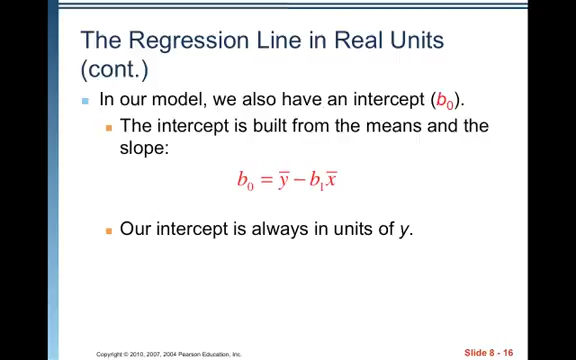 The Regression Line in Real Units
(cont.)
■ In our model, we also have an intercept (b₀).
■ The intercept is built from the means and the
slope:
b₀ = y̅ − b₁x̅
■ Our intercept is always in units of y.
Copyright © 2010, 2007, 2004 Pearson Education, Inc.
Slide 8 - 16